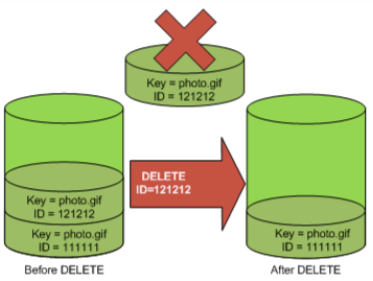 Key = photo.gif
ID = 121212
DELETE
ID=121212
Key = photo.gif
ID = 121212
Key = photo.gif
ID = 111111
Key = photo.gif
ID = 111111
Before DELETE
After DELETE